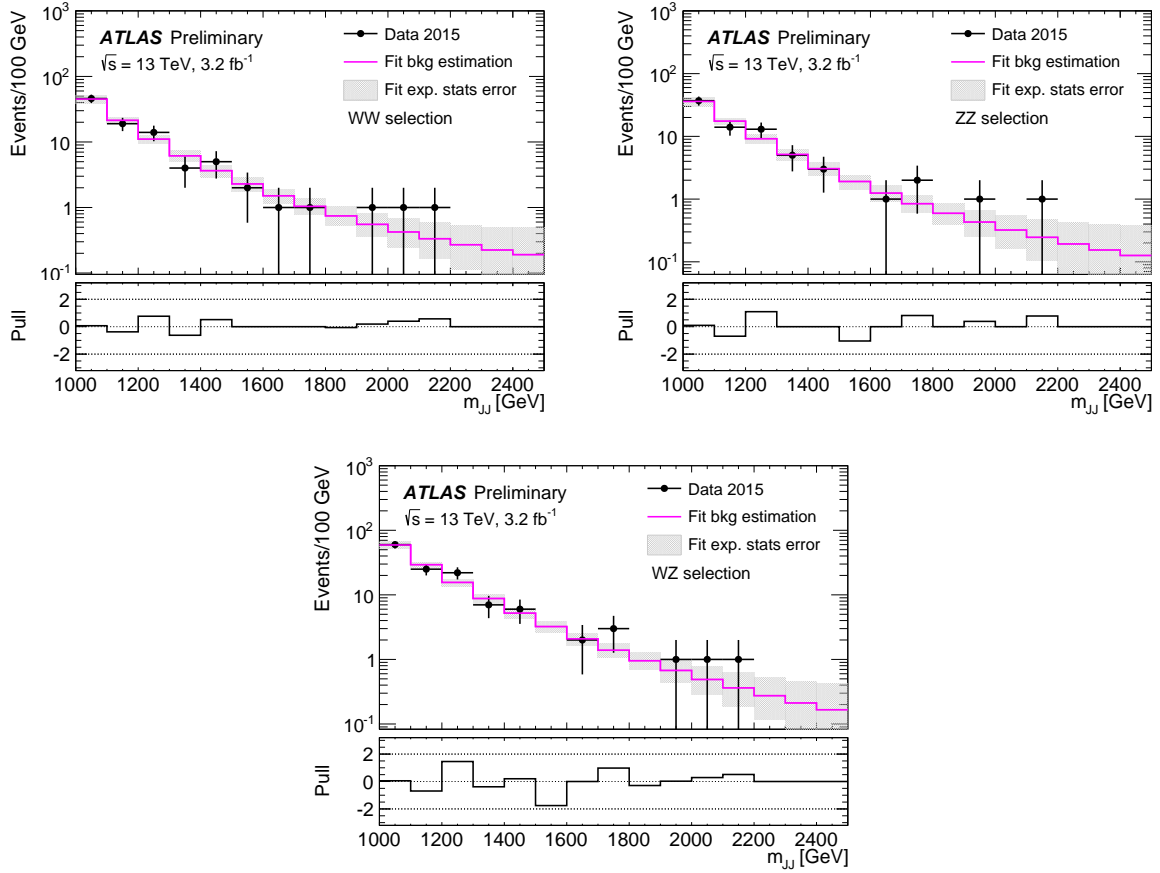 Events/100 GeV
10³
10²
10
1
10⁻¹
ATLAS Preliminary
√s = 13 TeV, 3.2 fb⁻¹
Data 2015
Fit bkg estimation
Fit exp. stats error
WW selection
Pull
2
0
-2
1000 1200 1400 1600 1800 2000 2200 2400
m_JJ [GeV]
Events/100 GeV
10³
10²
10
1
10⁻¹
ATLAS Preliminary
√s = 13 TeV, 3.2 fb⁻¹
Data 2015
Fit bkg estimation
Fit exp. stats error
ZZ selection
Pull
2
0
-2
1000 1200 1400 1600 1800 2000 2200 2400
m_JJ [GeV]
Events/100 GeV
10³
10²
10
1
10⁻¹
ATLAS Preliminary
√s = 13 TeV, 3.2 fb⁻¹
Data 2015
Fit bkg estimation
Fit exp. stats error
WZ selection
Pull
2
0
-2
1000 1200 1400 1600 1800 2000 2200 2400
m_JJ [GeV]